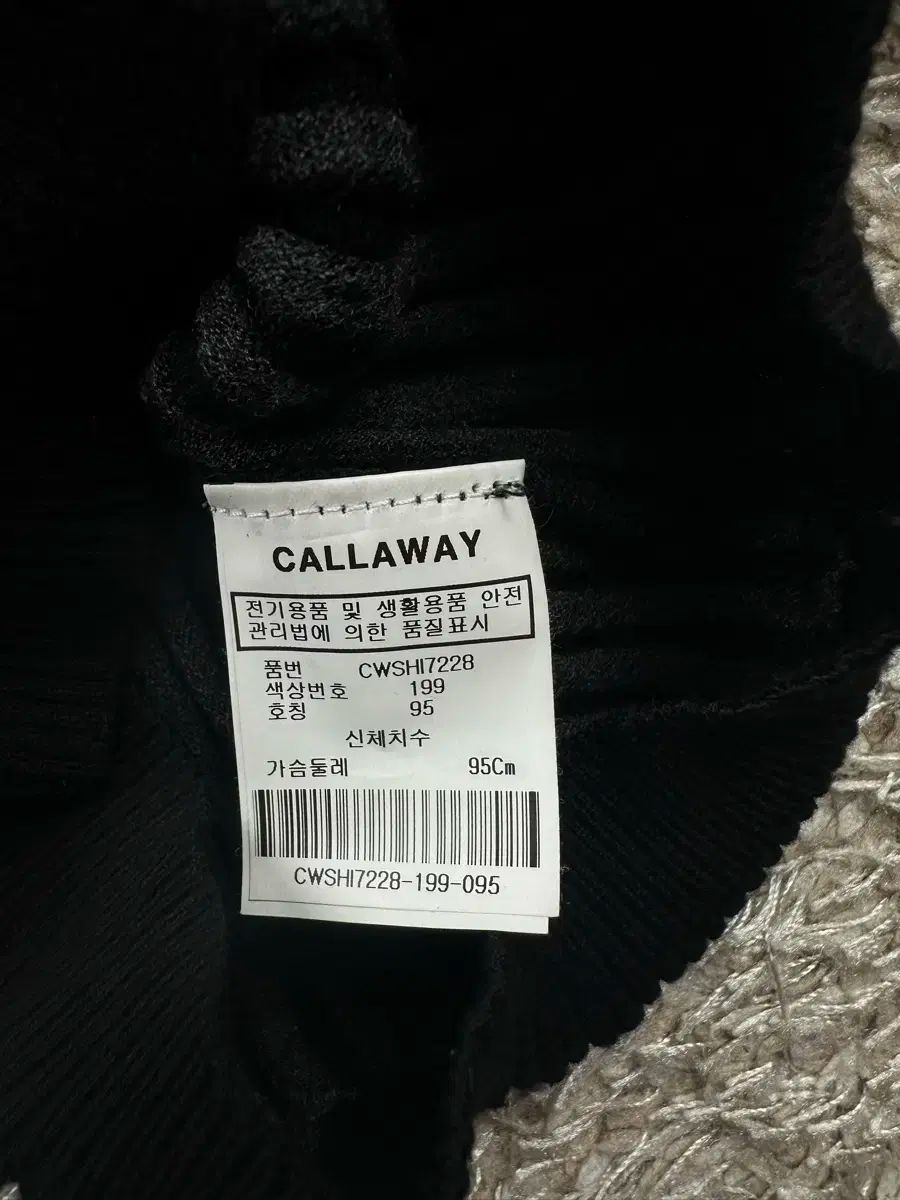 CALLAWAY
전기용품 및 생활용품 안전
관리법에 의한 품질표시
품번 CWSHI7228
색상번호 199
호칭 95
신체치수
가슴둘레 95Cm
CWSHI7228-199-095